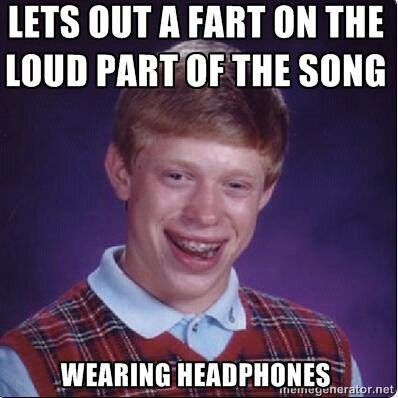 LETS OUT A FART ON THE
LOUD PART OF THE SONG
WEARING HEADPHONES
memegenerator.net